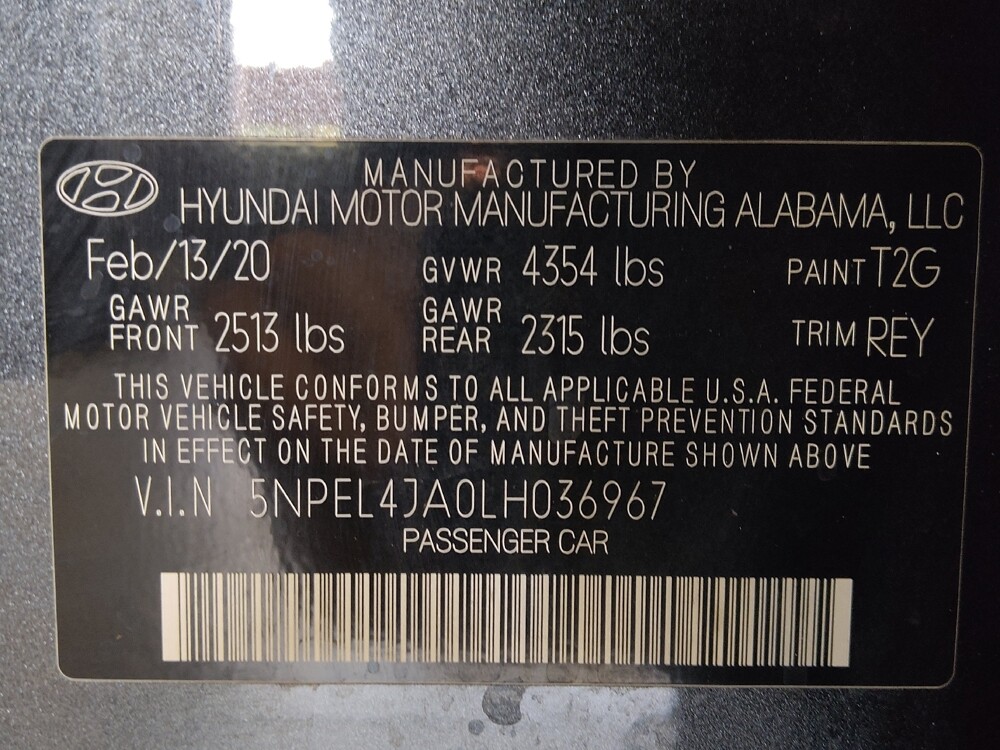 MANUFACTURED BY
HYUNDAI MOTOR MANUFACTURING ALABAMA, LLC
Feb/13/20 GVWR 4354 lbs PAINT T2G
GAWR FRONT 2513 lbs GAWR REAR 2315 lbs TRIM REY
THIS VEHICLE CONFORMS TO ALL APPLICABLE U.S.A. FEDERAL
MOTOR VEHICLE SAFETY, BUMPER, AND THEFT PREVENTION STANDARDS
IN EFFECT ON THE DATE OF MANUFACTURE SHOWN ABOVE
V.I.N 5NPEL4JA0LH036967
PASSENGER CAR